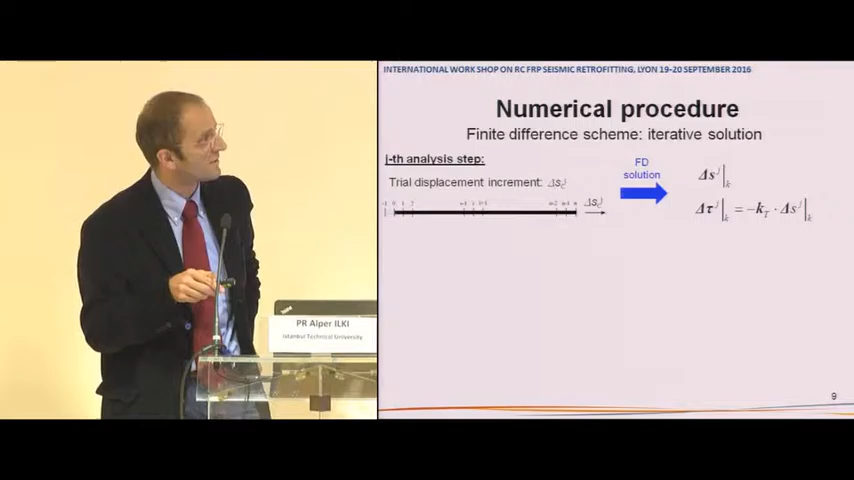 INTERNATIONAL WORK SHOP ON RC FRP SEISMIC RETROFITTING, LYON 19-20 SEPTEMBER 2016
Numerical procedure
Finite difference scheme: iterative solution
j-th analysis step:
Trial displacement increment: Δs_c^j
FD
solution
Δs^j|_k
Δτ^j|_k = −k_T · Δs^j|_k
Δs_c^j
PR Alper ILKI
Istanbul Technical University
9